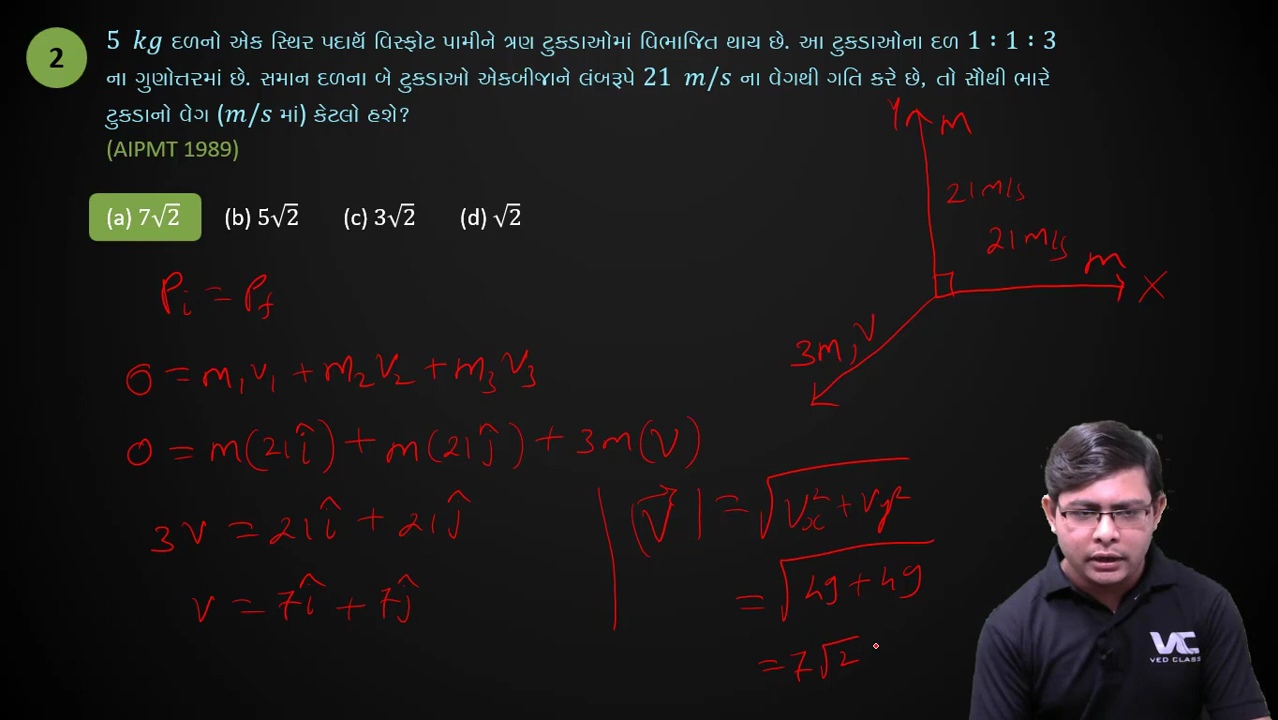 2
5 kg દળનો એક સ્થિર પદાર્થ વિસ્ફોટ પામીને ત્રણ ટુકડાઓમાં વિભાજિત થાય છે. આ ટુકડાઓના દળ 1 : 1 : 3
ના ગુણોત્તરમાં છે. સમાન દળના બે ટુકડાઓ એકબીજાને લંબરૂપે 21 m/s ના વેગથી ગતિ કરે છે, તો સૌથી ભારે
ટુકડાનો વેગ (m/s માં) કેટલો હશે?
(AIPMT 1989)
(a) 7√2 (b) 5√2 (c) 3√2 (d) √2
Y M
21 m/s
21 m/s
m
X
3m, V
Pi = Pf
0 = m₁v₁ + m₂v₂ + m₃v₃
0 = m(21î) + m(21ĵ) + 3m(V)
3V = 21î + 21ĵ
V = 7î + 7ĵ
|V⃗| = √(Vx² + Vy²)
= √(49 + 49)
= 7√2
VC
VED CLASS